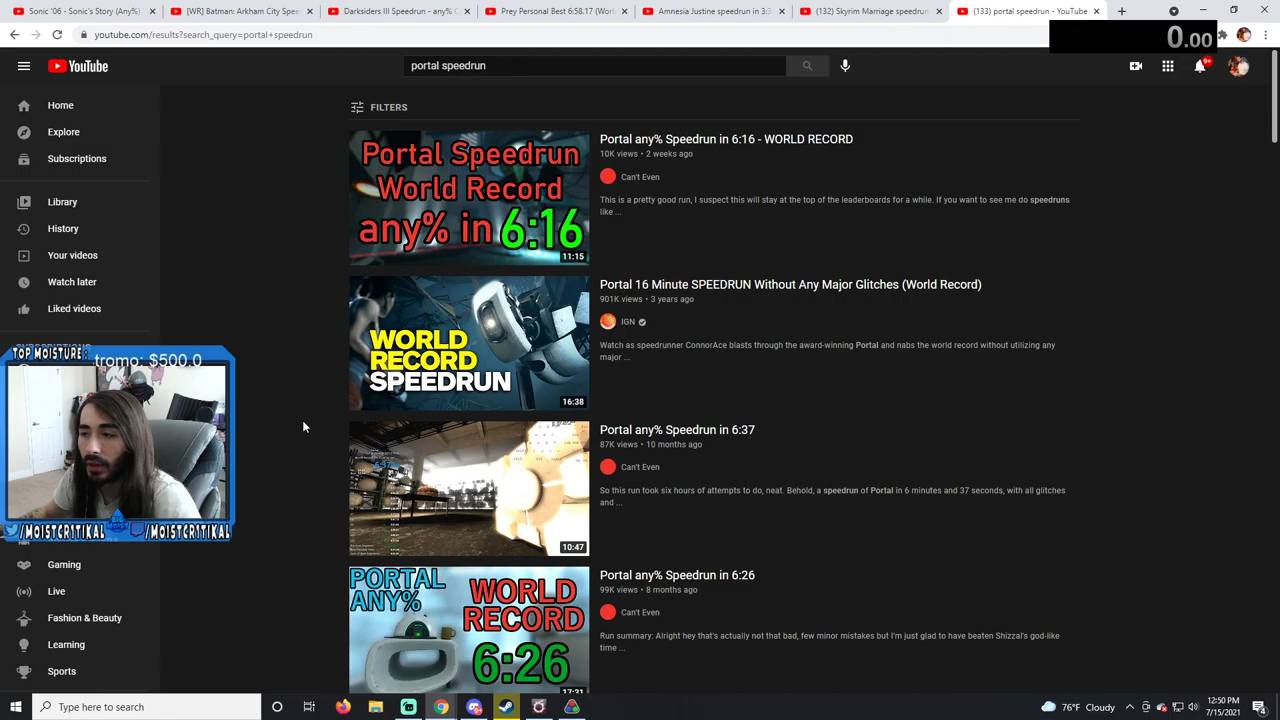 Sonic '06 - Sonic's Story (Any%)
[WR] Batman: Arkham City Spee
Darksiders III Speedrun - any%
Prey Personal Best 6:58.17 (Wo
Amnesia Justine speedrun in 3:3
(132) Skyrim Marriage speedrun
(133) portal speedrun - YouTube
youtube.com/results?search_query=portal+speedrun
0.00
YouTube
portal speedrun
9+
Home
Explore
Subscriptions
Library
History
Your videos
Watch later
Liked videos
SUBSCRIPTIONS
TOP MOISTURE:
tromo: $500.0
/MOISTCR1TIKAL
/MOISTCR1TIKAL
Gaming
Live
Fashion & Beauty
Learning
Sports
FILTERS
Portal Speedrun
World Record
any% in 6:16
11:15
Portal any% Speedrun in 6:16 - WORLD RECORD
10K views • 2 weeks ago
Can't Even
This is a pretty good run, I suspect this will stay at the top of the leaderboards for a while. If you want to see me do speedruns
like ...
WORLD
RECORD
SPEEDRUN
16:38
Portal 16 Minute SPEEDRUN Without Any Major Glitches (World Record)
901K views • 3 years ago
IGN
Watch as speedrunner ConnorAce blasts through the award-winning Portal and nabs the world record without utilizing any
major ...
10:47
Portal any% Speedrun in 6:37
87K views • 10 months ago
Can't Even
So this run took six hours of attempts to do, neat. Behold, a speedrun of Portal in 6 minutes and 37 seconds, with all glitches
and ...
PORTAL
ANY%
WORLD
RECORD
6:26
17:31
Portal any% Speedrun in 6:26
99K views • 8 months ago
Can't Even
Run summary: Alright hey that's actually not that bad, few minor mistakes but I'm just glad to have beaten Shizzal's god-like
time ...
Type here to search
76°F Cloudy
12:50 PM
7/15/2021